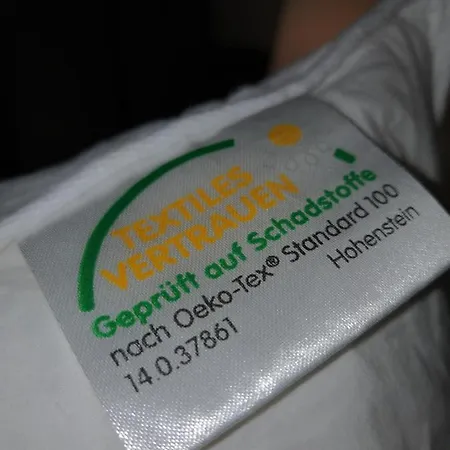 TEXTILES
VERTRAUEN
Geprüft auf Schadstoffe
nach Oeko-Tex® Standard 100
14.0.37861 Hohenstein